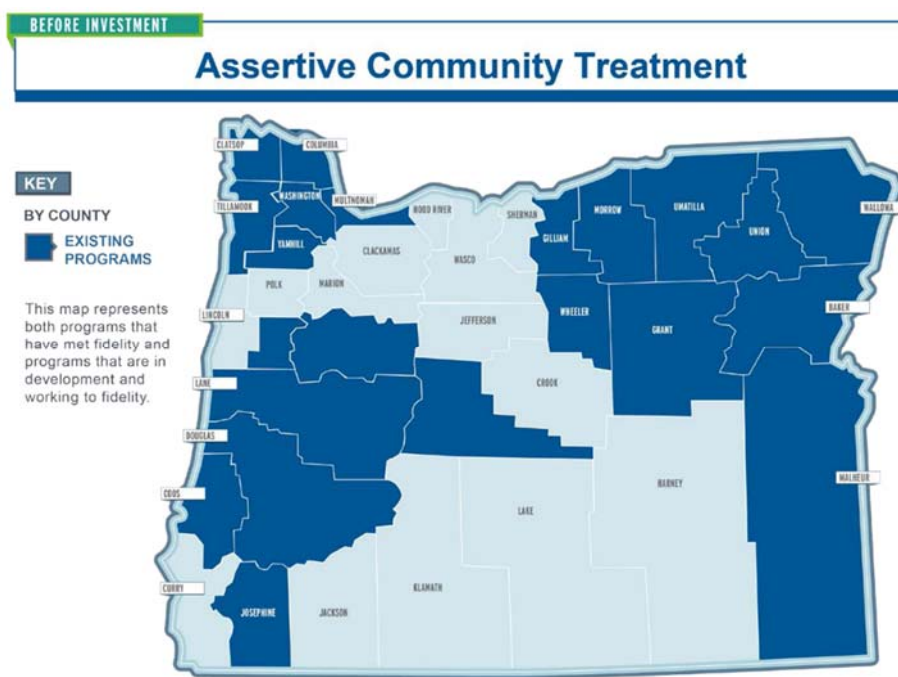 BEFORE INVESTMENT
Assertive Community Treatment
KEY
BY COUNTY
EXISTING
PROGRAMS
This map represents
both programs that
have met fidelity and
programs that are in
development and
working to fidelity.
CLATSOP
COLUMBIA
TILLAMOOK
WASHINGTON
MULTNOMAH
HOOD RIVER
SHERMAN
GILLIAM
MORROW
UMATILLA
UNION
WALLOWA
YAMHILL
CLACKAMAS
WASCO
POLK
MARION
LINCOLN
JEFFERSON
WHEELER
GRANT
BAKER
LANE
CROOK
DOUGLAS
COOS
LAKE
HARNEY
MALHEUR
CURRY
JOSEPHINE
JACKSON
KLAMATH